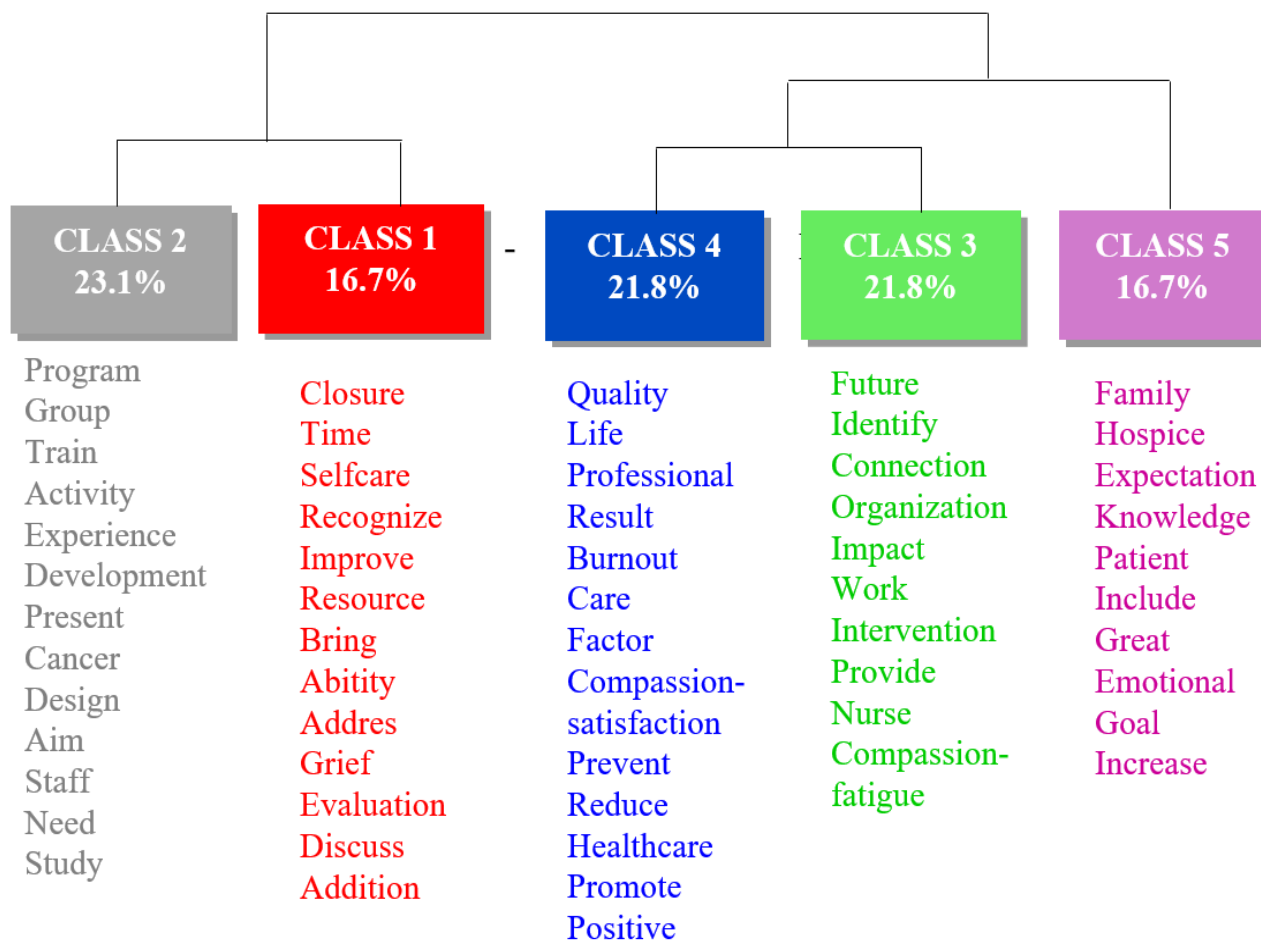 CLASS 2
23.1%
Program
Group
Train
Activity
Experience
Development
Present
Cancer
Design
Aim
Staff
Need
Study
CLASS 1
16.7%
Closure
Time
Selfcare
Recognize
Improve
Resource
Bring
Abitity
Addres
Grief
Evaluation
Discuss
Addition
-
CLASS 4
21.8%
Quality
Life
Professional
Result
Burnout
Care
Factor
Compassion-
satisfaction
Prevent
Reduce
Healthcare
Promote
Positive
CLASS 3
21.8%
Future
Identify
Connection
Organization
Impact
Work
Intervention
Provide
Nurse
Compassion-
fatigue
CLASS 5
16.7%
Family
Hospice
Expectation
Knowledge
Patient
Include
Great
Emotional
Goal
Increase